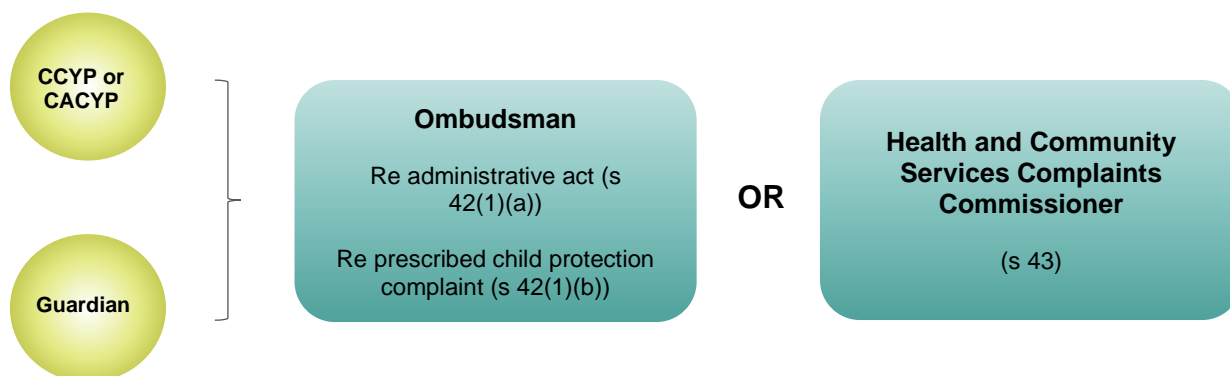 CCYP or
CACYP
Guardian
Ombudsman
Re administrative act (s
42(1)(a))
Re prescribed child protection
complaint (s 42(1)(b))
OR
Health and Community
Services Complaints
Commissioner
(s 43)